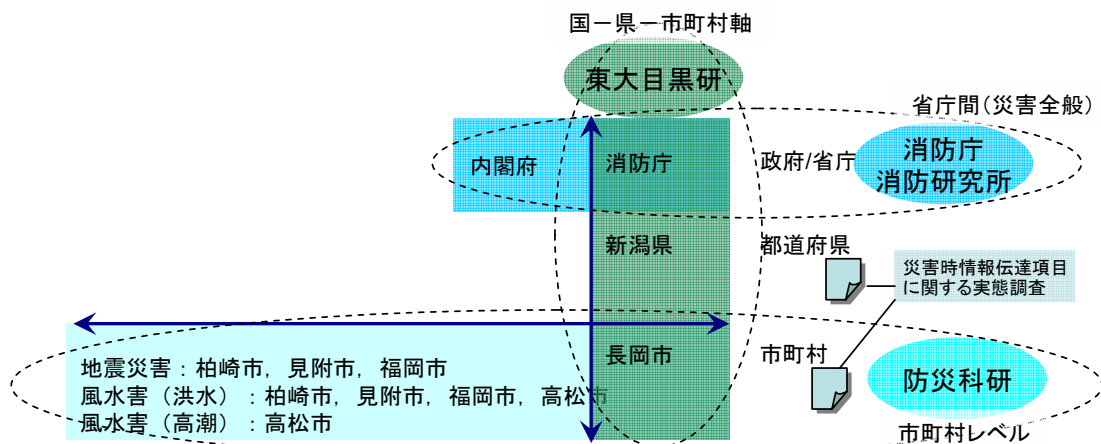 国－県－市町村軸
東大目黒研
省庁間(災害全般)
内閣府
消防庁
政府/省庁
消防庁
消防研究所
新潟県
都道府県
災害時情報伝達項目
に関する実態調査
長岡市
市町村
防災科研
地震災害：柏崎市，見附市，福岡市
風水害（洪水）：柏崎市，見附市，福岡市，高松市
風水害（高潮）：高松市
市町村レベル